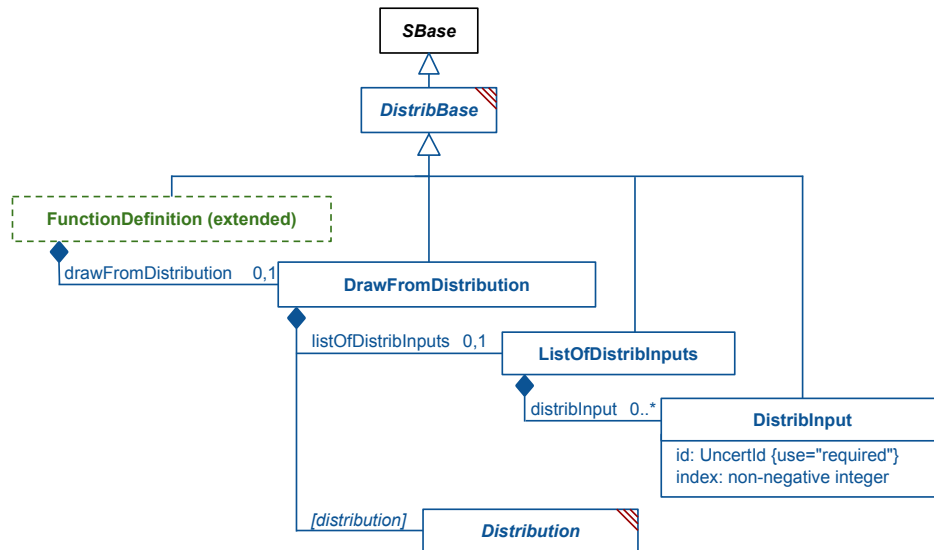 SBase
DistribBase
FunctionDefinition (extended)
drawFromDistribution 0,1
DrawFromDistribution
listOfDistribInputs 0,1
ListOfDistribInputs
distribInput 0..*
DistribInput
id: UncertId {use="required"}
index: non-negative integer
[distribution]
Distribution